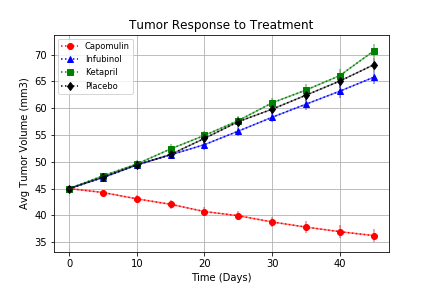 Tumor Response to Treatment
Capomulin
Infubinol
Ketapril
Placebo
Avg Tumor Volume (mm3)
70
65
60
55
50
45
40
35
0 10 20 30 40
Time (Days)